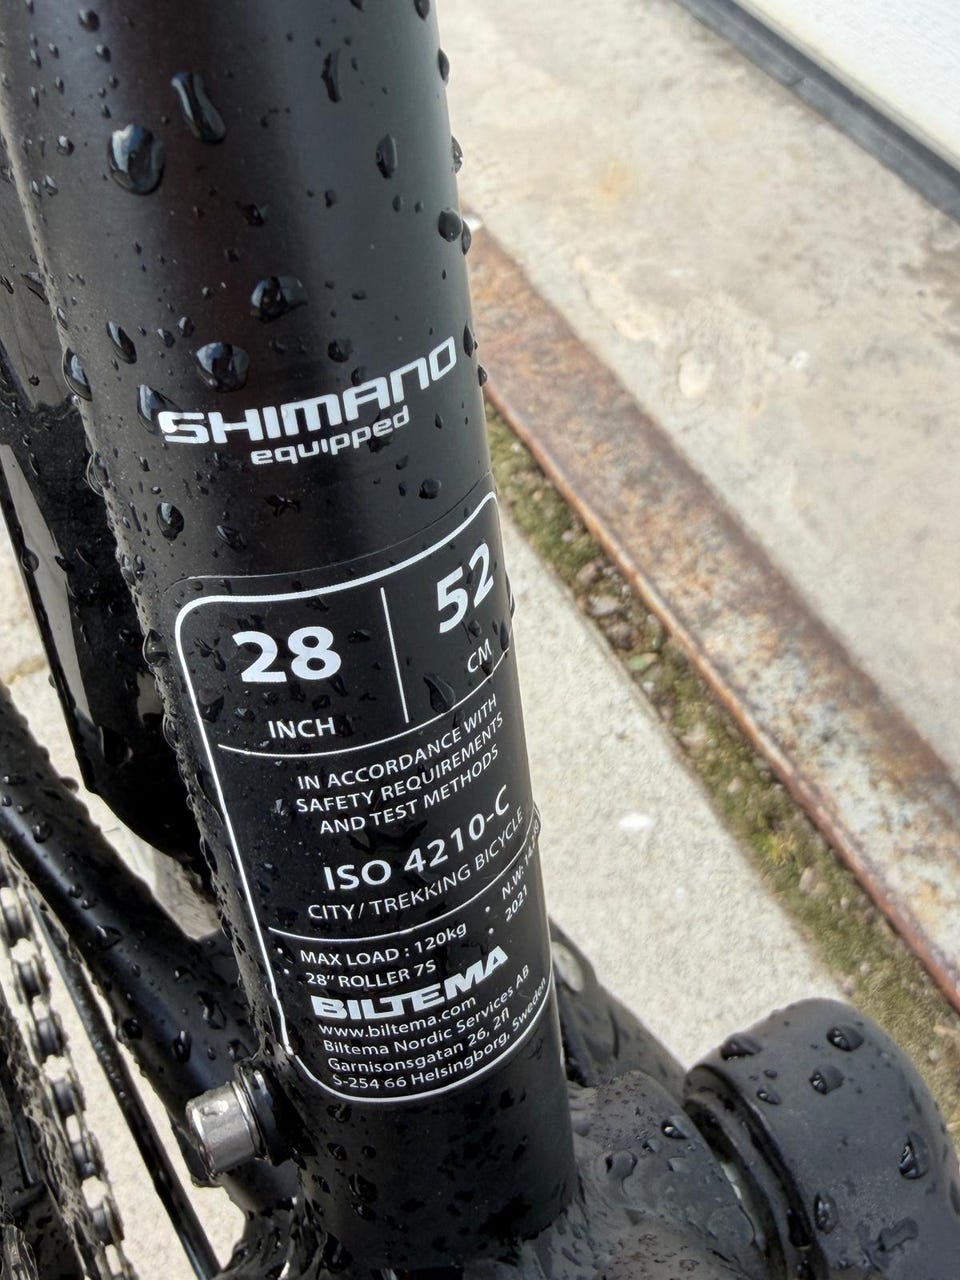 SHIMANO
equipped
28 52
INCH CM
IN ACCORDANCE WITH
SAFETY REQUIREMENTS
AND TEST METHODS
ISO 4210-C
CITY/TREKKING BICYCLE
• MAX LOAD : 120kg • N.W:
• 28" ROLLER 7S • 2021
BILTEMA
www.biltema.com
Biltema Nordic Services AB
Garnisonsgatan 26, 2fl
S-254 66 Helsingborg, Sweden